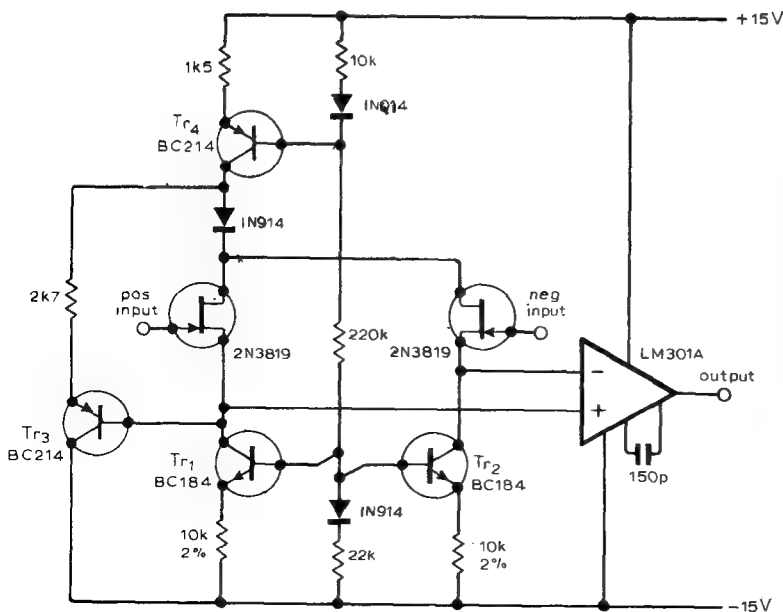 +15V
1k5
10k
IN914
Tr4
BC214
IN914
2k7
pos
input
neg
input
2N3819
220k
2N3819
LM301A
output
−
+
Tr3
BC214
Tr1
BC184
Tr2
BC184
150p
IN914
10k
2%
22k
10k
2%
−15V